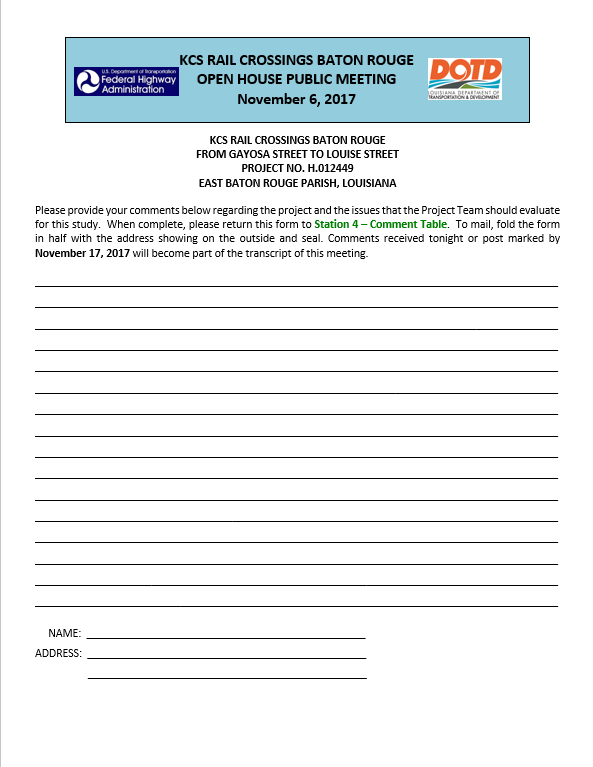 KCS RAIL CROSSINGS BATON ROUGE
OPEN HOUSE PUBLIC MEETING
November 6, 2017
U.S. Department of Transportation
Federal Highway
Administration
DOTD
LOUISIANA DEPARTMENT OF
TRANSPORTATION & DEVELOPMENT
KCS RAIL CROSSINGS BATON ROUGE
FROM GAYOSA STREET TO LOUISE STREET
PROJECT NO. H.012449
EAST BATON ROUGE PARISH, LOUISIANA
Please provide your comments below regarding the project and the issues that the Project Team should evaluate
for this study. When complete, please return this form to Station 4 – Comment Table. To mail, fold the form
in half with the address showing on the outside and seal. Comments received tonight or post marked by
November 17, 2017 will become part of the transcript of this meeting.
NAME:
ADDRESS: